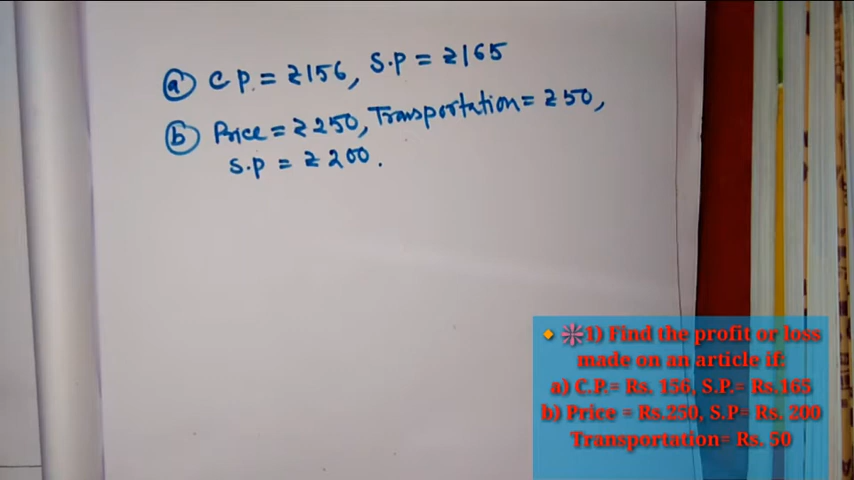 a C P. = ₹156, S.P = ₹165
b Price = ₹250, Transportation = ₹50,
S.P = ₹200.
🔸❇1) Find the profit or loss
made on an article if:
a) C.P.= Rs. 156, S.P.= Rs.165
b) Price = Rs.250, S.P= Rs. 200
Transportation= Rs. 50